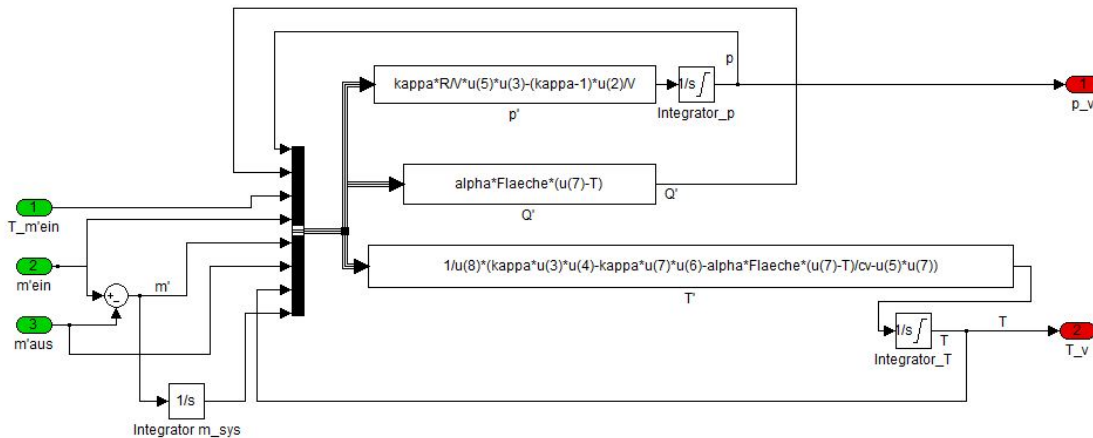 p
kappa*R/V*u(5)*u(3)-(kappa-1)*u(2)/V
1/s
1
p'
Integrator_p
p_v
alpha*Flaeche*(u(7)-T)
Q'
Q'
1
T_m'ein
2
m'ein
+
−
m'
3
m'aus
1/u(8)*(kappa*u(3)*u(4)-kappa*u(7)*u(6)-alpha*Flaeche*(u(7)-T)/cv-u(5)*u(7))
T'
1/s
T
T
2
Integrator_T
T_v
1/s
Integrator m_sys